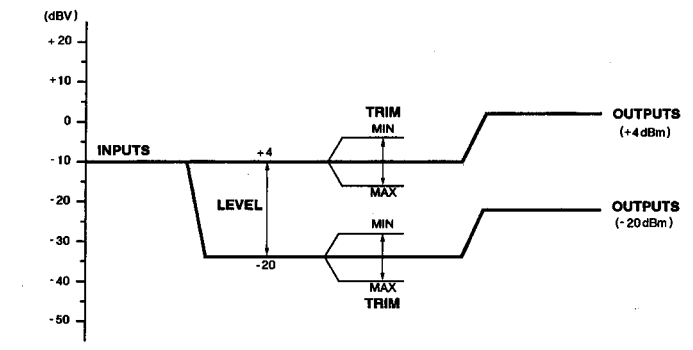 (dBV)
+20
+10
0
-10
-20
-30
-40
-50
INPUTS
+4
LEVEL
-20
TRIM
MIN
MAX
MIN
MAX
TRIM
OUTPUTS
(+4dBm)
OUTPUTS
(-20dBm)